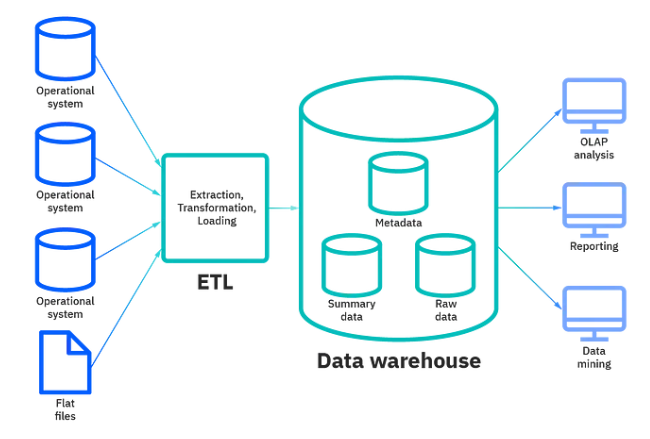 Operational
system
Operational
system
Operational
system
Flat
files
Extraction,
Transformation,
Loading
ETL
Metadata
Summary
data
Raw
data
Data warehouse
OLAP
analysis
Reporting
Data
mining